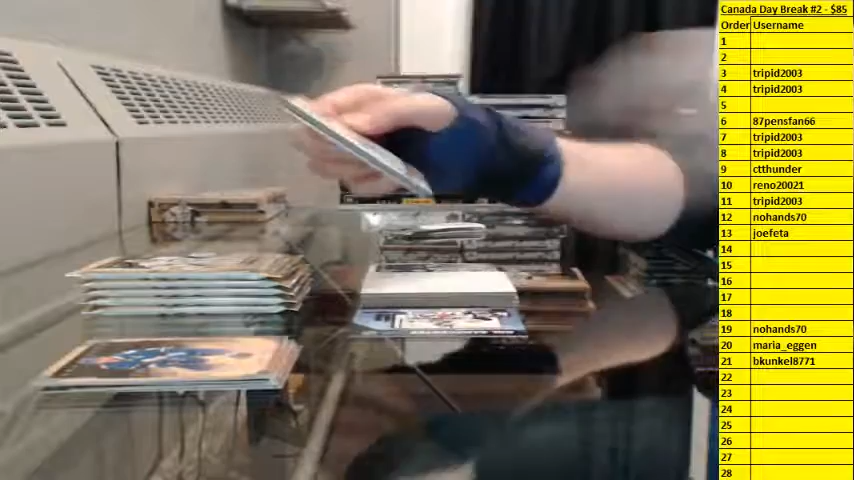 Canada Day Break #2 - $85
Order Username
1
2
3 tripid2003
4 tripid2003
5
6 87pensfan66
7 tripid2003
8 tripid2003
9 ctthunder
10 reno20021
11 tripid2003
12 nohands70
13 joefeta
14
15
16
17
18
19 nohands70
20 maria_eggen
21 bkunkel8771
22
23
24
25
26
27
28